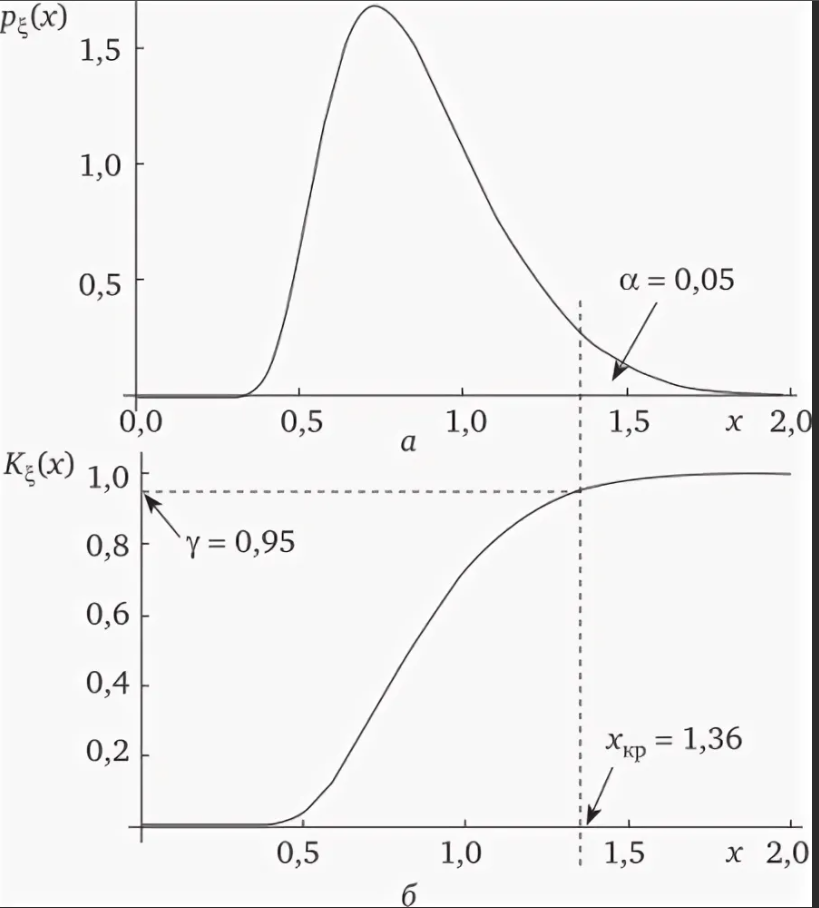 pξ(x)
1,5
1,0
0,5
α = 0,05
0,0 0,5 1,0 1,5 x 2,0
а
Kξ(x)
1,0
γ = 0,95
0,8
0,6
0,4
0,2
xкр = 1,36
0,5 1,0 1,5 x 2,0
б